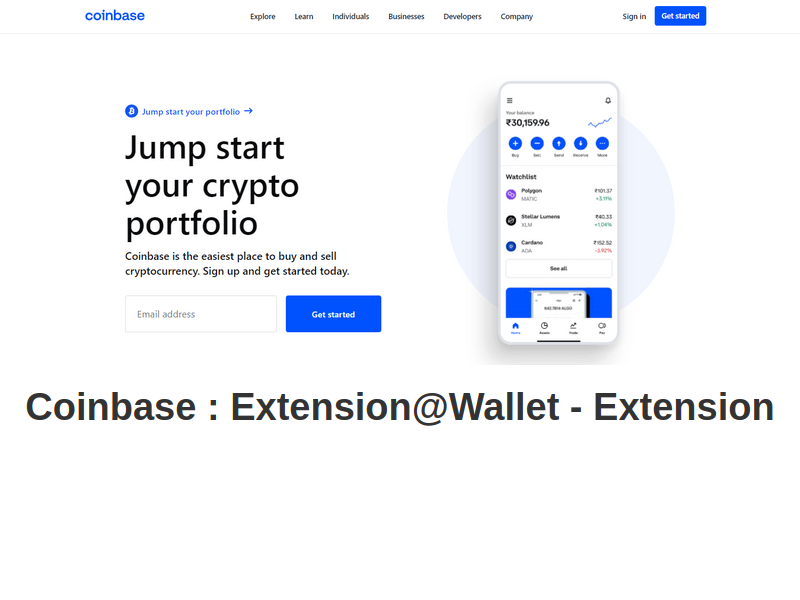 coinbase
Explore
Learn
Individuals
Businesses
Developers
Company
Sign in
Get started
Jump start your portfolio
Jump start
your crypto
portfolio
Coinbase is the easiest place to buy and sell
cryptocurrency. Sign up and get started today.
Email address
Get started
Your balance
₹30,159.96
Buy
Send
Receive
More
Watchlist
Polygon
₹101.37
MATIC
+3.11%
Stellar Lumens
₹40.33
XLM
+1.04%
Cardano
₹152.52
ADA
-3.92%
See all
Home
Assets
Trade
Pay
Coinbase : Extension@Wallet - Extension